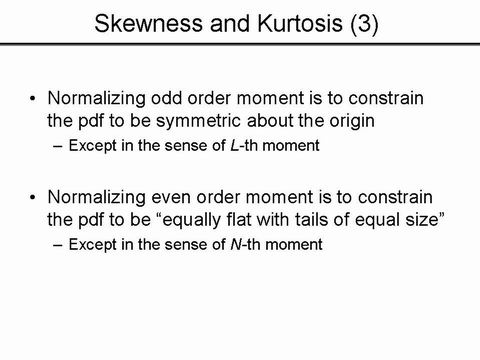 Skewness and Kurtosis (3)
• Normalizing odd order moment is to constrain
the pdf to be symmetric about the origin
– Except in the sense of L-th moment
• Normalizing even order moment is to constrain
the pdf to be “equally flat with tails of equal size”
– Except in the sense of N-th moment